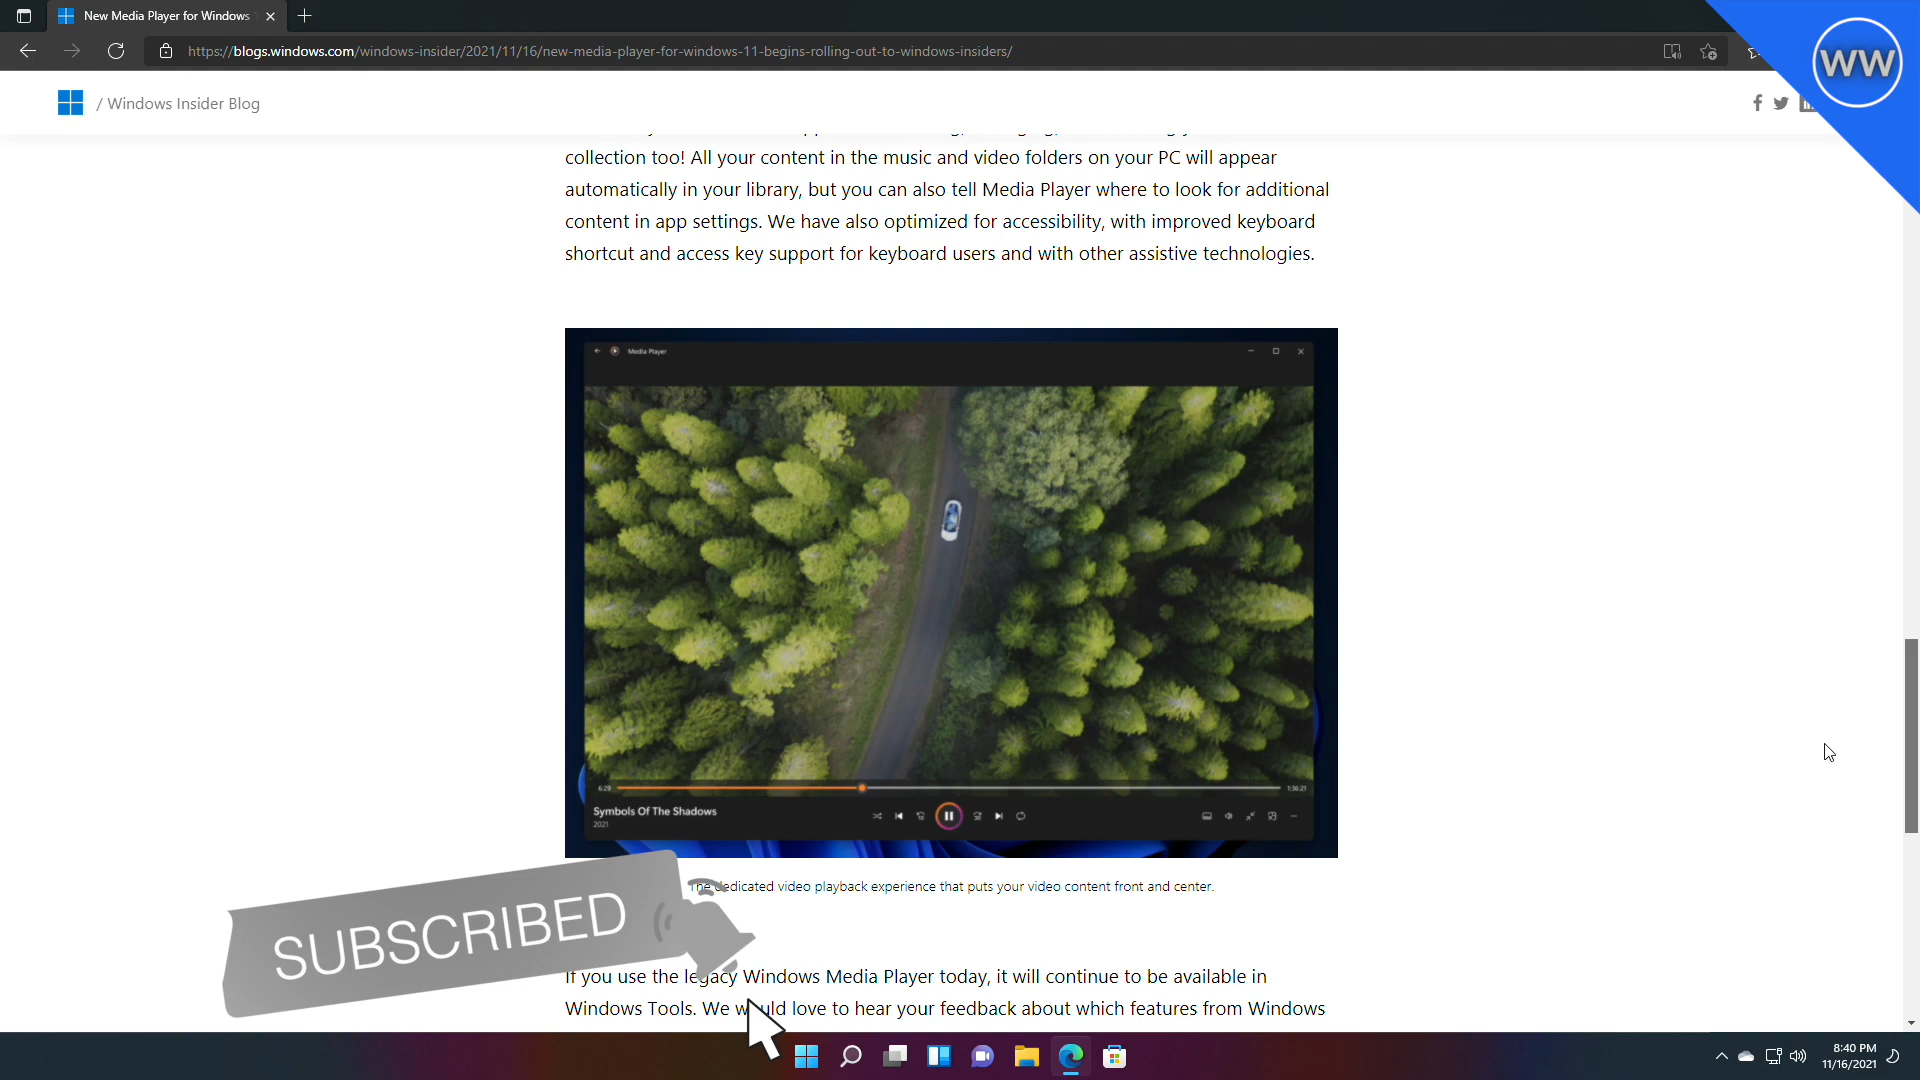 New Media Player for Windows
https://blogs.windows.com/windows-insider/2021/11/16/new-media-player-for-windows-11-begins-rolling-out-to-windows-insiders/
WW
/ Windows Insider Blog
collection too! All your content in the music and video folders on your PC will appear
automatically in your library, but you can also tell Media Player where to look for additional
content in app settings. We have also optimized for accessibility, with improved keyboard
shortcut and access key support for keyboard users and with other assistive technologies.
Media Player
6:29
1:36:21
Symbols Of The Shadows
2021
The dedicated video playback experience that puts your video content front and center.
SUBSCRIBED
If you use the legacy Windows Media Player today, it will continue to be available in
Windows Tools. We would love to hear your feedback about which features from Windows
8:40 PM
11/16/2021